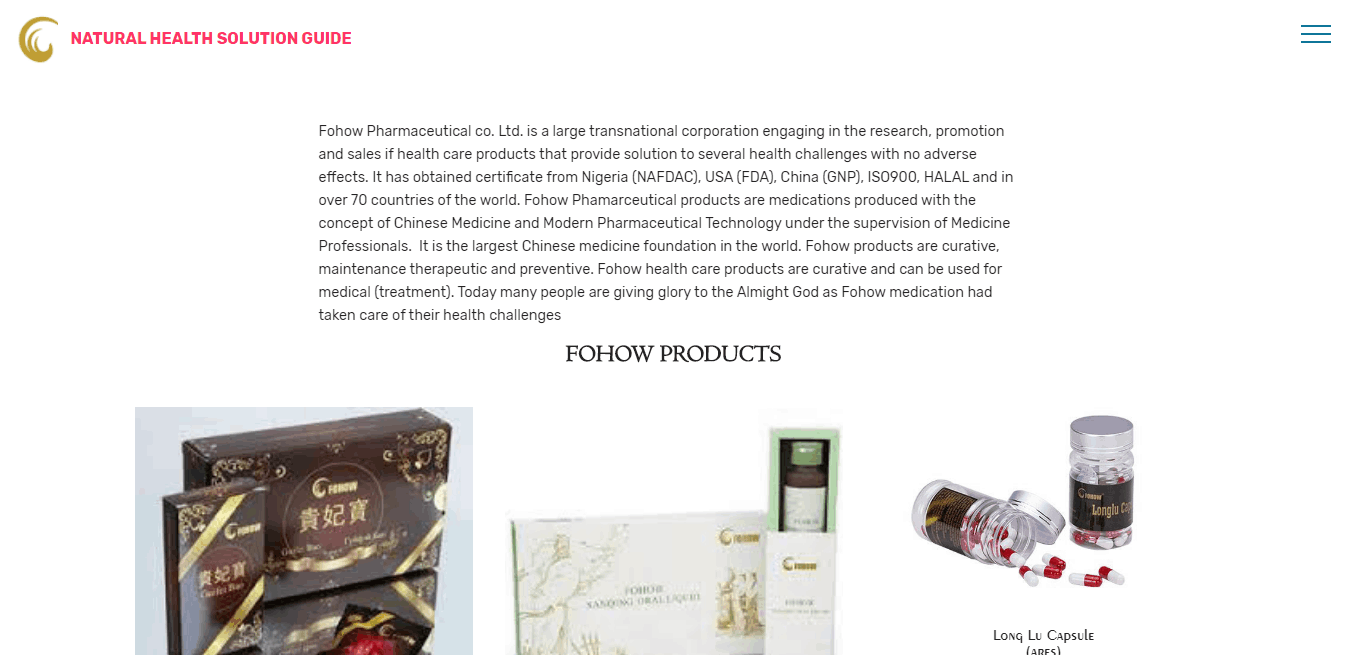 NATURAL HEALTH SOLUTION GUIDE
Fohow Pharmaceutical co. Ltd. is a large transnational corporation engaging in the research, promotion
and sales if health care products that provide solution to several health challenges with no adverse
effects. It has obtained certificate from Nigeria (NAFDAC), USA (FDA), China (GNP), ISO900, HALAL and in
over 70 countries of the world. Fohow Phamarceutical products are medications produced with the
concept of Chinese Medicine and Modern Pharmaceutical Technology under the supervision of Medicine
Professionals.  It is the largest Chinese medicine foundation in the world. Fohow products are curative,
maintenance therapeutic and preventive. Fohow health care products are curative and can be used for
medical (treatment). Today many people are giving glory to the Almight God as Fohow medication had
taken care of their health challenges
FOHOW PRODUCTS
FOHOW
貴妃寶
FOHOW
貴妃寶
FOHOW
FOHOW
SANQING ORAL LIQUID
FOHOW
FOHOW
Longlu Cap
Long Lu Capsule
(ares)